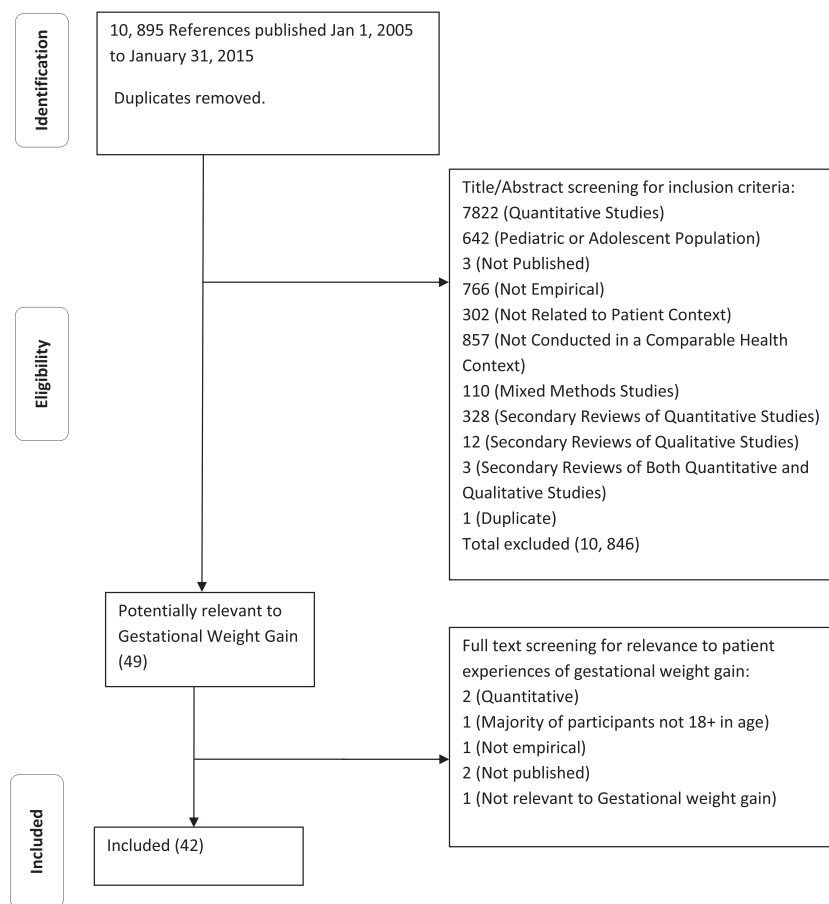 Identification
10, 895 References published Jan 1, 2005
to January 31, 2015
Duplicates removed.
Eligibility
Title/Abstract screening for inclusion criteria:
7822 (Quantitative Studies)
642 (Pediatric or Adolescent Population)
3 (Not Published)
766 (Not Empirical)
302 (Not Related to Patient Context)
857 (Not Conducted in a Comparable Health
Context)
110 (Mixed Methods Studies)
328 (Secondary Reviews of Quantitative Studies)
12 (Secondary Reviews of Qualitative Studies)
3 (Secondary Reviews of Both Quantitative and
Qualitative Studies)
1 (Duplicate)
Total excluded (10, 846)
Potentially relevant to
Gestational Weight Gain
(49)
Full text screening for relevance to patient
experiences of gestational weight gain:
2 (Quantitative)
1 (Majority of participants not 18+ in age)
1 (Not empirical)
2 (Not published)
1 (Not relevant to Gestational weight gain)
Included
Included (42)